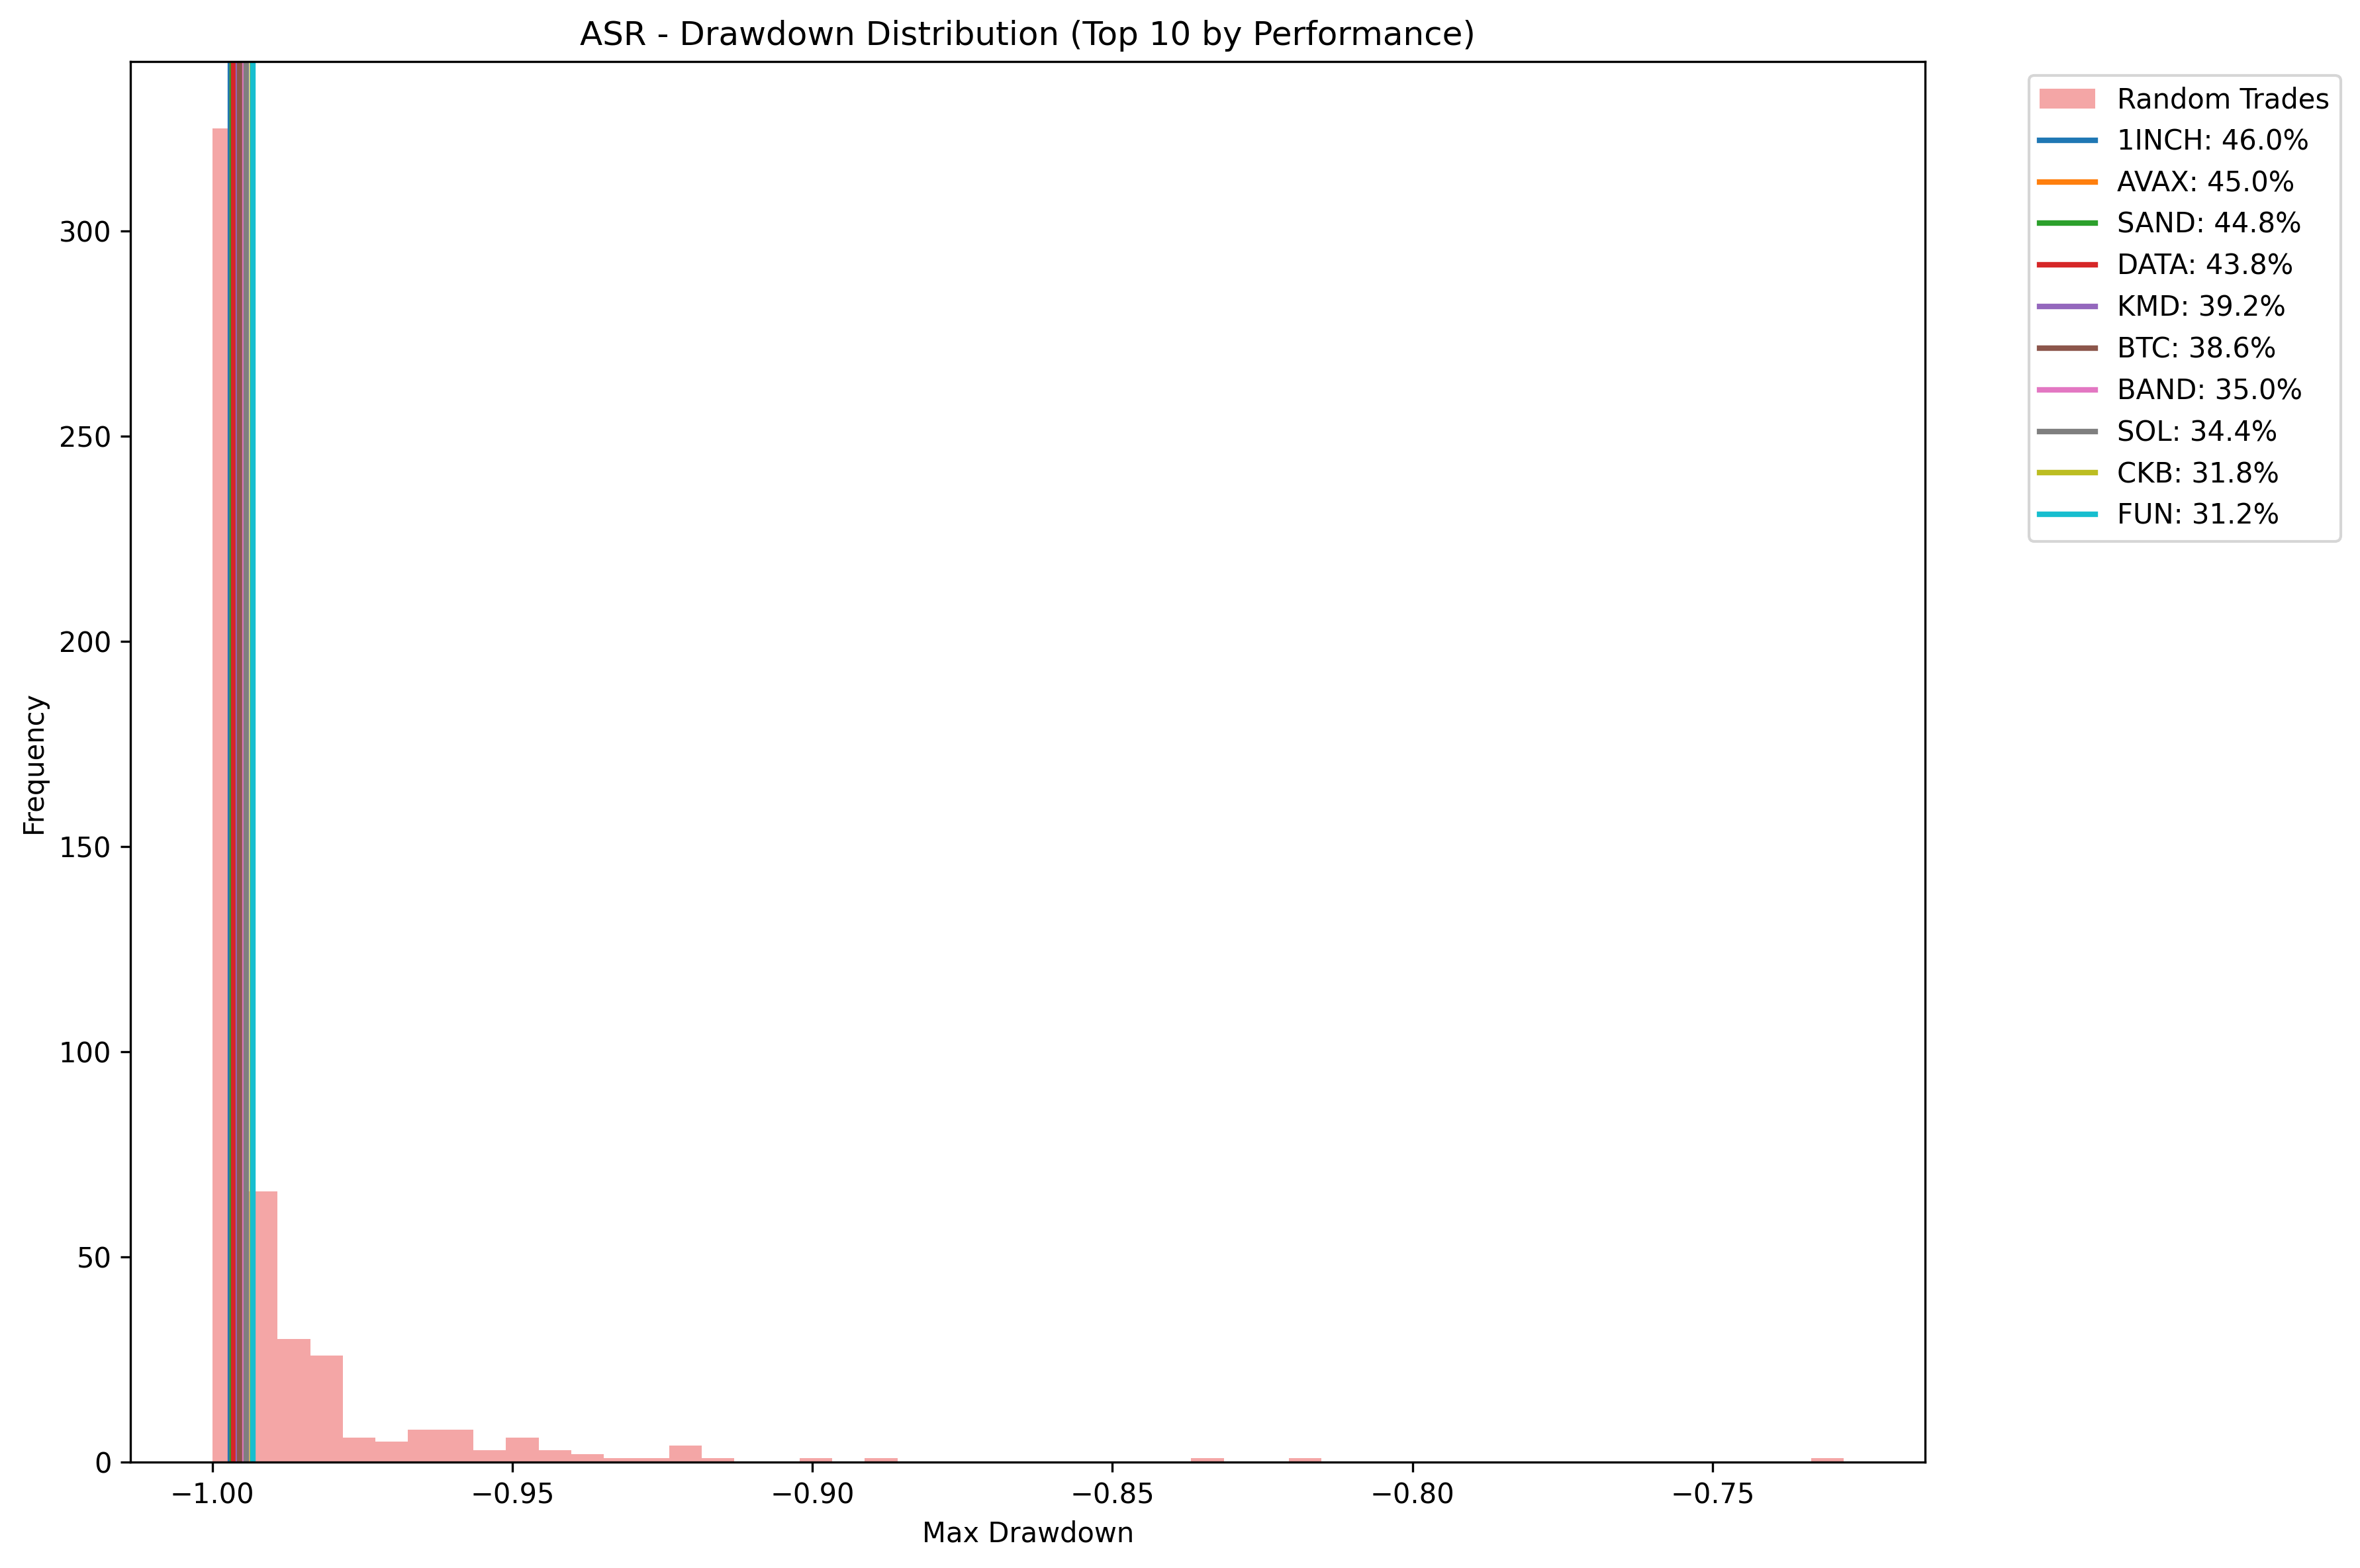 ASR - Drawdown Distribution (Top 10 by Performance)
Random Trades
1INCH: 46.0%
AVAX: 45.0%
SAND: 44.8%
DATA: 43.8%
KMD: 39.2%
BTC: 38.6%
BAND: 35.0%
SOL: 34.4%
CKB: 31.8%
FUN: 31.2%
Frequency
300
250
200
150
100
50
0
−1.00
−0.95
−0.90
−0.85
−0.80
−0.75
Max Drawdown